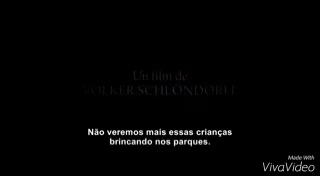 Un film de
VOLKER SCHLÖNDORFF
Não veremos mais essas crianças
brincando nos parques.
Made With
VivaVideo